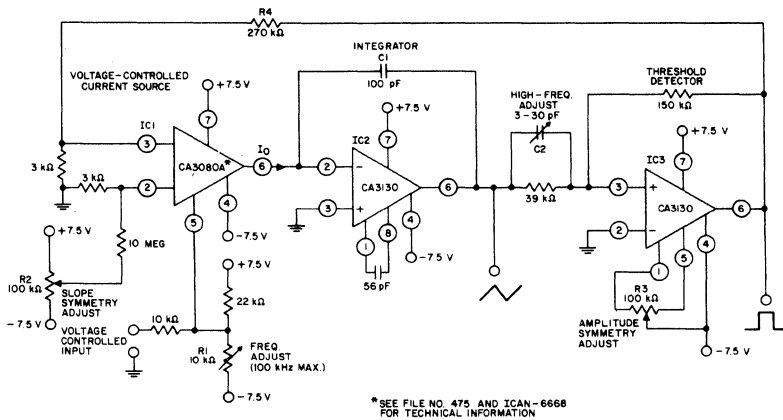 R4
270 kΩ
INTEGRATOR
C1
100 pF
VOLTAGE-CONTROLLED
CURRENT SOURCE
+7.5 V
THRESHOLD
DETECTOR
150 kΩ
HIGH-FREQ.
ADJUST
3-30 pF
C2
IC1
7
3
CA3080A*
IO
6
3 kΩ
3 kΩ
2
4
5
-7.5 V
+7.5 V
IC2
7
2
-
CA3130
6
+
3
4
1
8
-7.5 V
56 pF
39 kΩ
+7.5 V
IC3
7
3
+
CA3130
6
-
2
4
1
5
R3
100 kΩ
AMPLITUDE
SYMMETRY
ADJUST
-7.5 V
10 MEG
+7.5 V
R2
100 kΩ
SLOPE
SYMMETRY
ADJUST
-7.5 V
VOLTAGE
CONTROLLED
INPUT
10 kΩ
+7.5 V
22 kΩ
R1
10 kΩ
FREQ.
ADJUST
(100 kHz MAX.)
-7.5 V
*SEE FILE NO. 475 AND ICAN-6668
FOR TECHNICAL INFORMATION